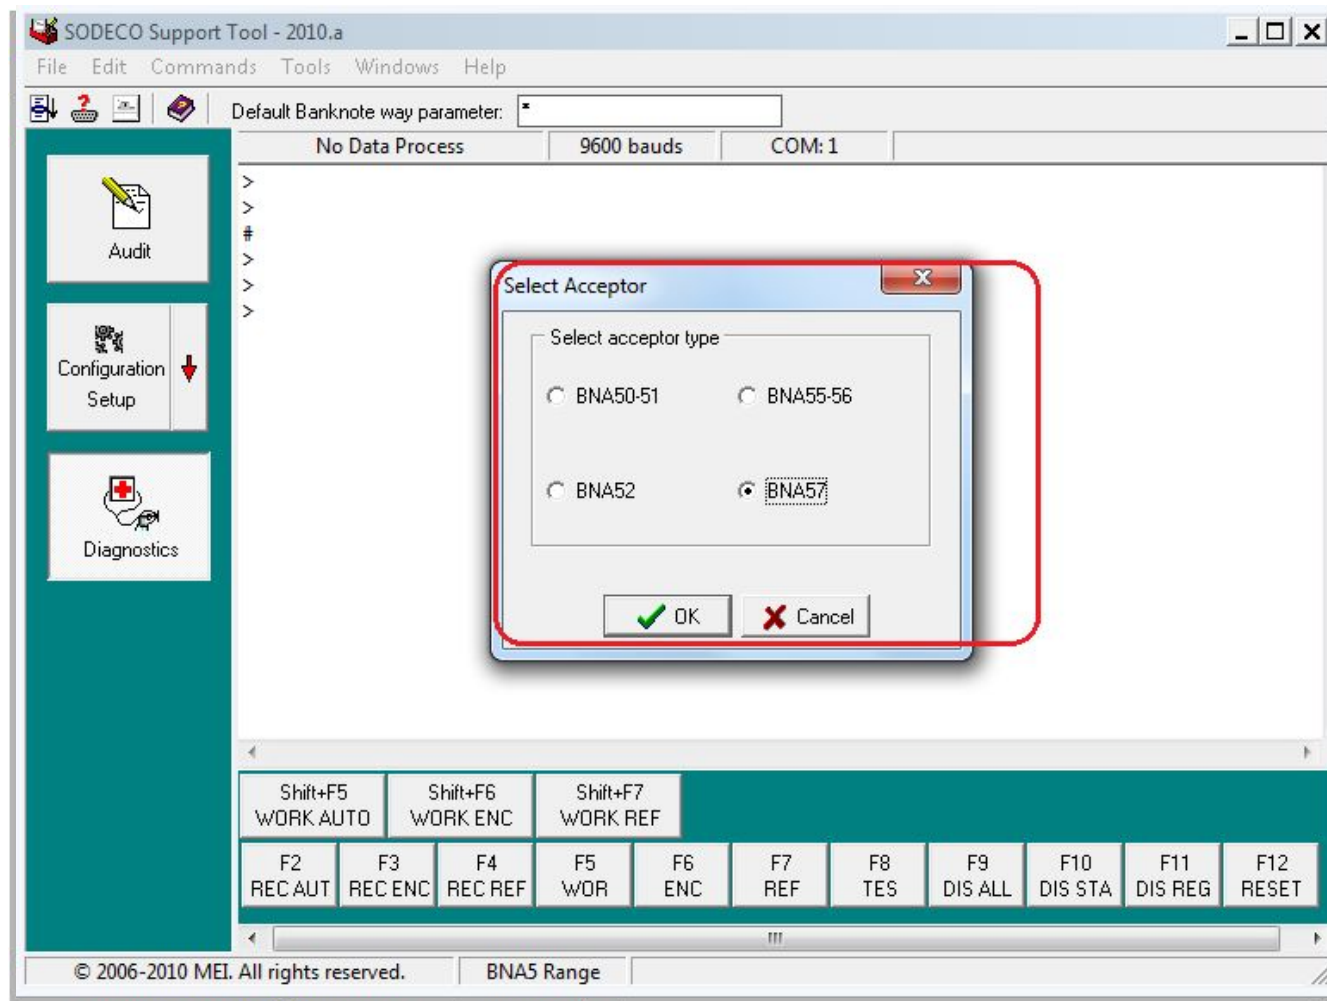 SODECO Support Tool - 2010.a
File Edit Commands Tools Windows Help
Default Banknote way parameter: *
No Data Process 9600 bauds COM: 1
>
>
#
>
>
>
Audit
Configuration
Setup
Diagnostics
Select Acceptor
Select acceptor type
BNA50-51 BNA55-56
BNA52 BNA57
OK Cancel
Shift+F5 Shift+F6 Shift+F7
WORK AUTO WORK ENC WORK REF
F2 F3 F4 F5 F6 F7 F8 F9 F10 F11 F12
REC AUT REC ENC REC REF WOR ENC REF TES DIS ALL DIS STA DIS REG RESET
© 2006-2010 MEI. All rights reserved. BNA5 Range